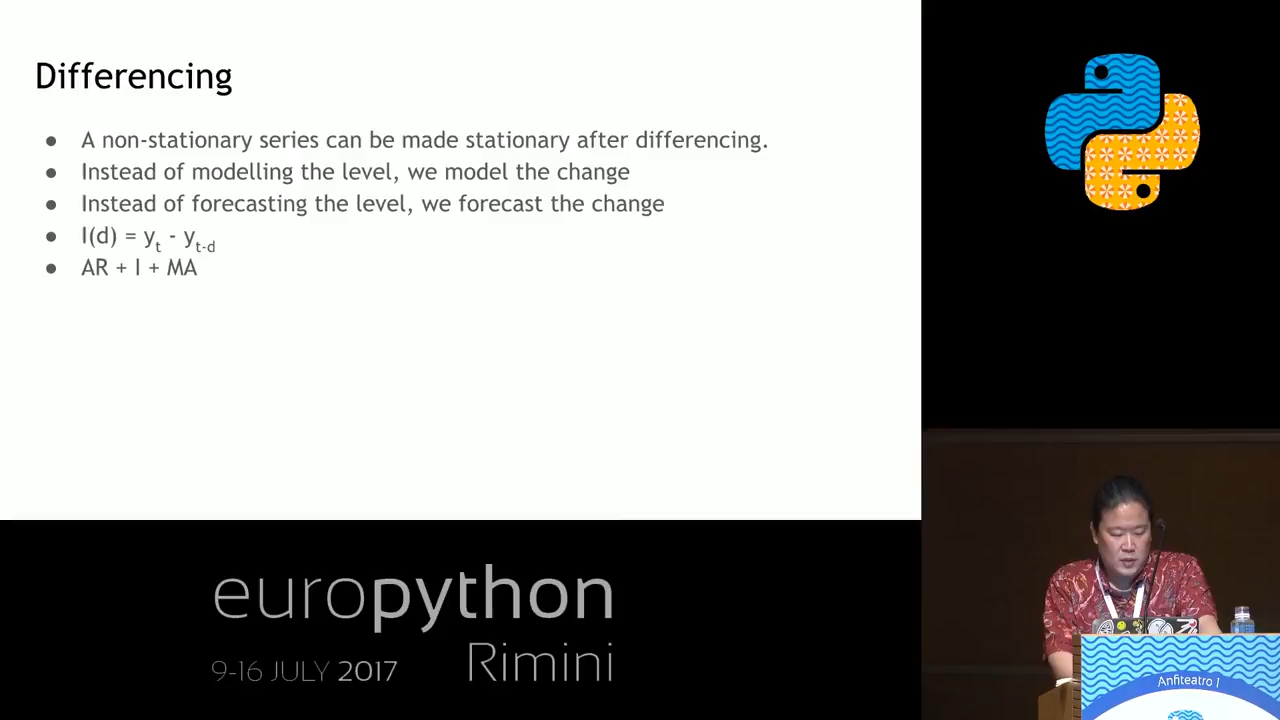 Differencing
● A non-stationary series can be made stationary after differencing.
● Instead of modelling the level, we model the change
● Instead of forecasting the level, we forecast the change
● I(d) = yt - yt-d
● AR + I + MA
europython
Rimini
9-16 JULY 2017
Anfiteatro I